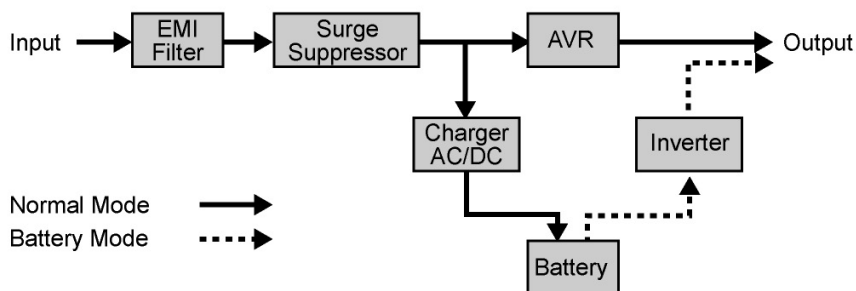 Input
EMI
Filter
Surge
Suppressor
AVR
Output
Charger
AC/DC
Inverter
Normal Mode
Battery Mode
Battery